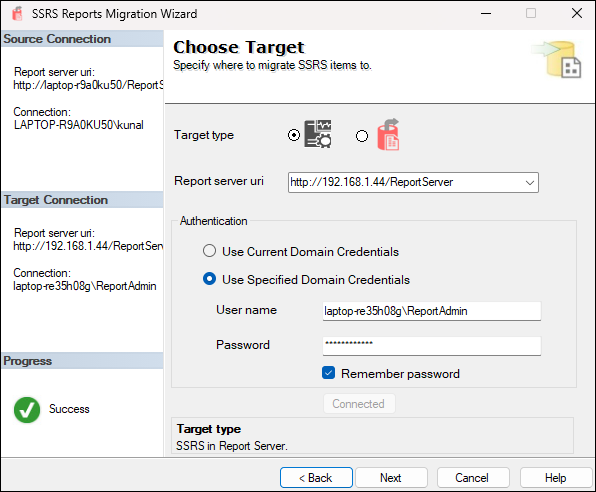 SSRS Reports Migration Wizard
Source Connection
Report server uri:
http://laptop-r9a0ku50/ReportS
Connection:
LAPTOP-R9A0KU50\kunal
Target Connection
Report server uri:
http://192.168.1.44/ReportServ
Connection:
laptop-re35h08g\ReportAdmin
Progress
Success
Choose Target
Specify where to migrate SSRS items to.
Target type
Report server uri
http://192.168.1.44/ReportServer
Authentication
Use Current Domain Credentials
Use Specified Domain Credentials
User name
laptop-re35h08g\ReportAdmin
Password
************
Remember password
Connected
Target type
SSRS in Report Server.
< Back
Next
Cancel
Help